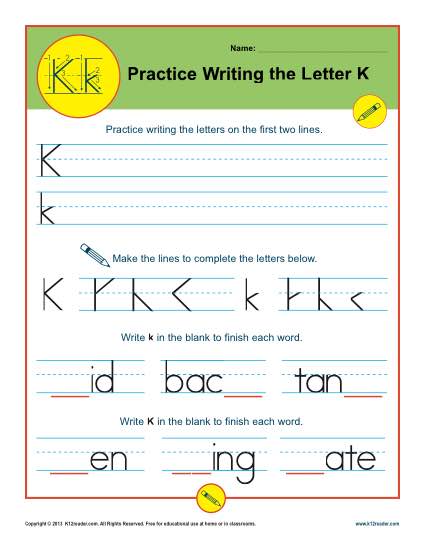 Name: ____________________
Kk
Practice Writing the Letter K
Practice writing the letters on the first two lines.
K
k
Make the lines to complete the letters below.
K k
Write k in the blank to finish each word.
___id bac___ tan___
Write K in the blank to finish each word.
___en ___ing ___ate
Copyright © 2013 K12reader.com. All Rights Reserved. Free for educational use at home or in classrooms. www.k12reader.com